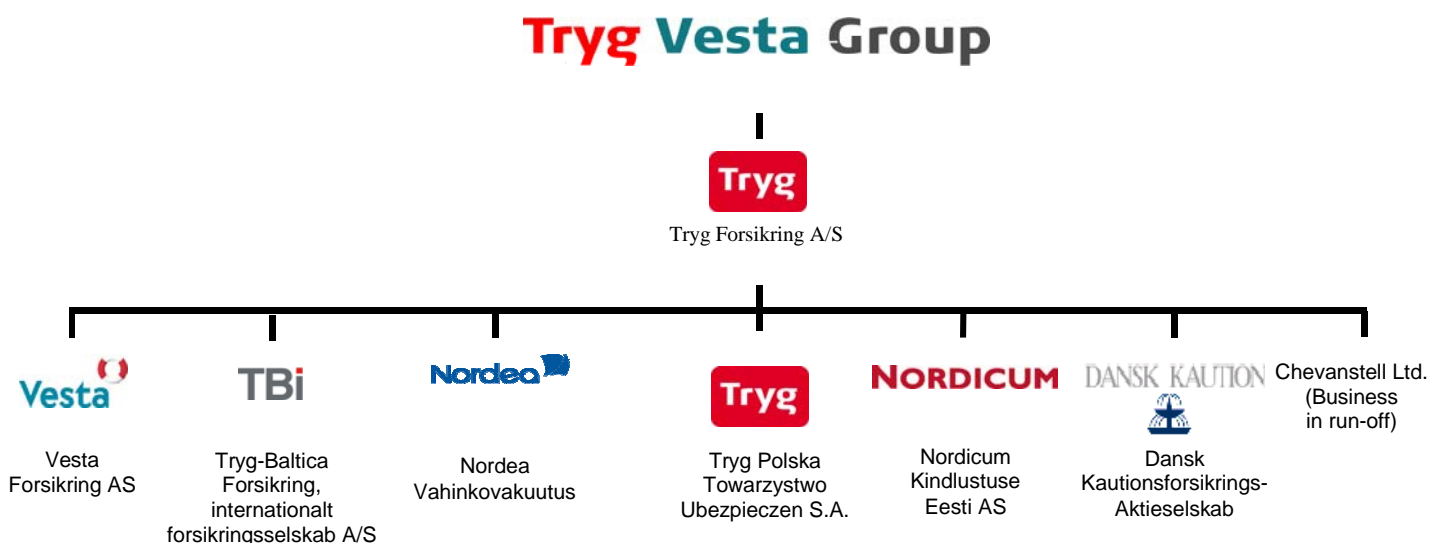 Tryg Vesta Group
Tryg
Tryg Forsikring A/S
Vesta
Vesta
Forsikring AS
TBi
Tryg-Baltica
Forsikring,
internationalt
forsikringsselskab A/S
Nordea
Nordea
Vahinkovakuutus
Tryg
Tryg Polska
Towarzystwo
Ubezpieczen S.A.
NORDICUM
Nordicum
Kindlustuse
Eesti AS
DANSK KAUTION
Dansk
Kautionsforsikrings-
Aktieselskab
Chevanstell Ltd.
(Business
in run-off)